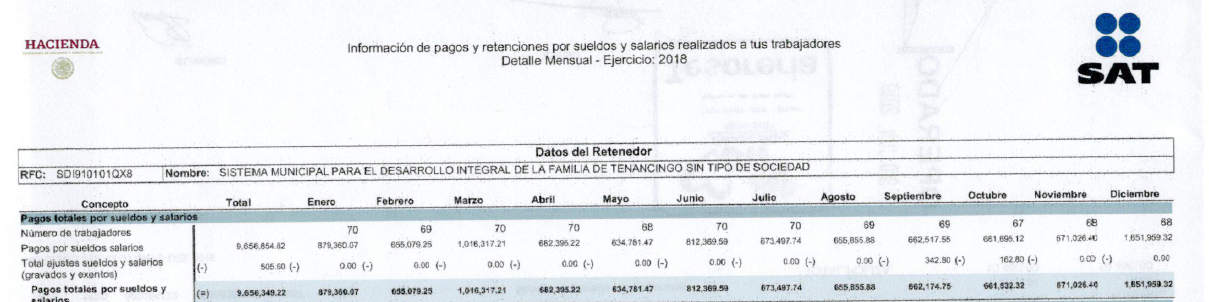 HACIENDA
Información de pagos y retenciones por sueldos y salarios realizados a tus trabajadores
Detalle Mensual - Ejercicio: 2018
SAT
Datos del Retenedor
RFC: SDI910101QX8 Nombre: SISTEMA MUNICIPAL PARA EL DESARROLLO INTEGRAL DE LA FAMILIA DE TENANCINGO SIN TIPO DE SOCIEDAD
Concepto Total Enero Febrero Marzo Abril Mayo Junio Julio Agosto Septiembre Octubre Noviembre Diciembre
Pagos totales por sueldos y salarios
Número de trabajadores 70 69 70 70 68 70 70 69 69 67 68 68
Pagos por sueldos salarios 9,656,854.82 879,360.07 655,079.25 1,016,317.21 682,395.22 634,781.47 812,369.59 673,497.74 655,855.88 662,517.55 661,695.12 671,026.40 1,651,959.32
Total ajustes sueldos y salarios (-) 505.60 (-) 0.00 (-) 0.00 (-) 0.00 (-) 0.00 (-) 0.00 (-) 0.00 (-) 0.00 (-) 0.00 (-) 342.80 (-) 162.80 (-) 0.00 (-) 0.00
(gravados y exentos)
Pagos totales por sueldos y (=) 9,656,349.22 879,360.07 655,079.25 1,016,317.21 682,395.22 634,781.47 812,369.59 673,497.74 655,855.88 662,174.75 661,532.32 671,026.40 1,651,959.32
salarios